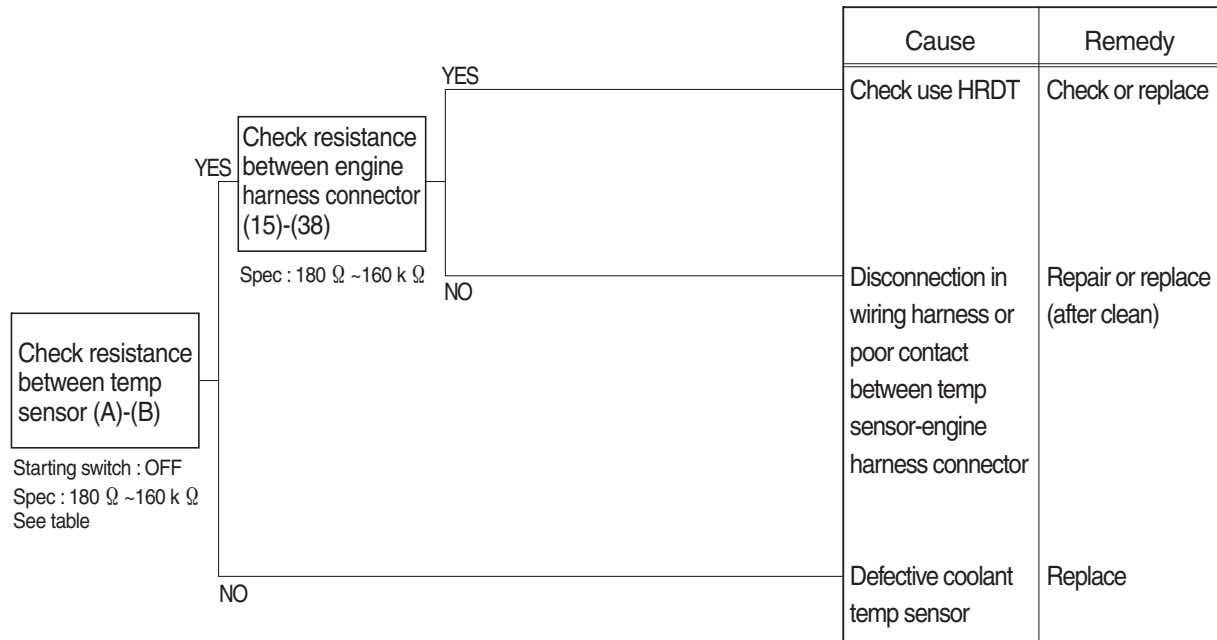 Cause
Remedy
YES
Check use HRDT
Check or replace
Check resistance
between engine
harness connector
(15)-(38)
YES
Spec : 180 Ω ~160 k Ω
NO
Disconnection in
wiring harness or
poor contact
between temp
sensor-engine
harness connector
Repair or replace
(after clean)
Check resistance
between temp
sensor (A)-(B)
Starting switch : OFF
Spec : 180 Ω ~160 k Ω
See table
NO
Defective coolant
temp sensor
Replace